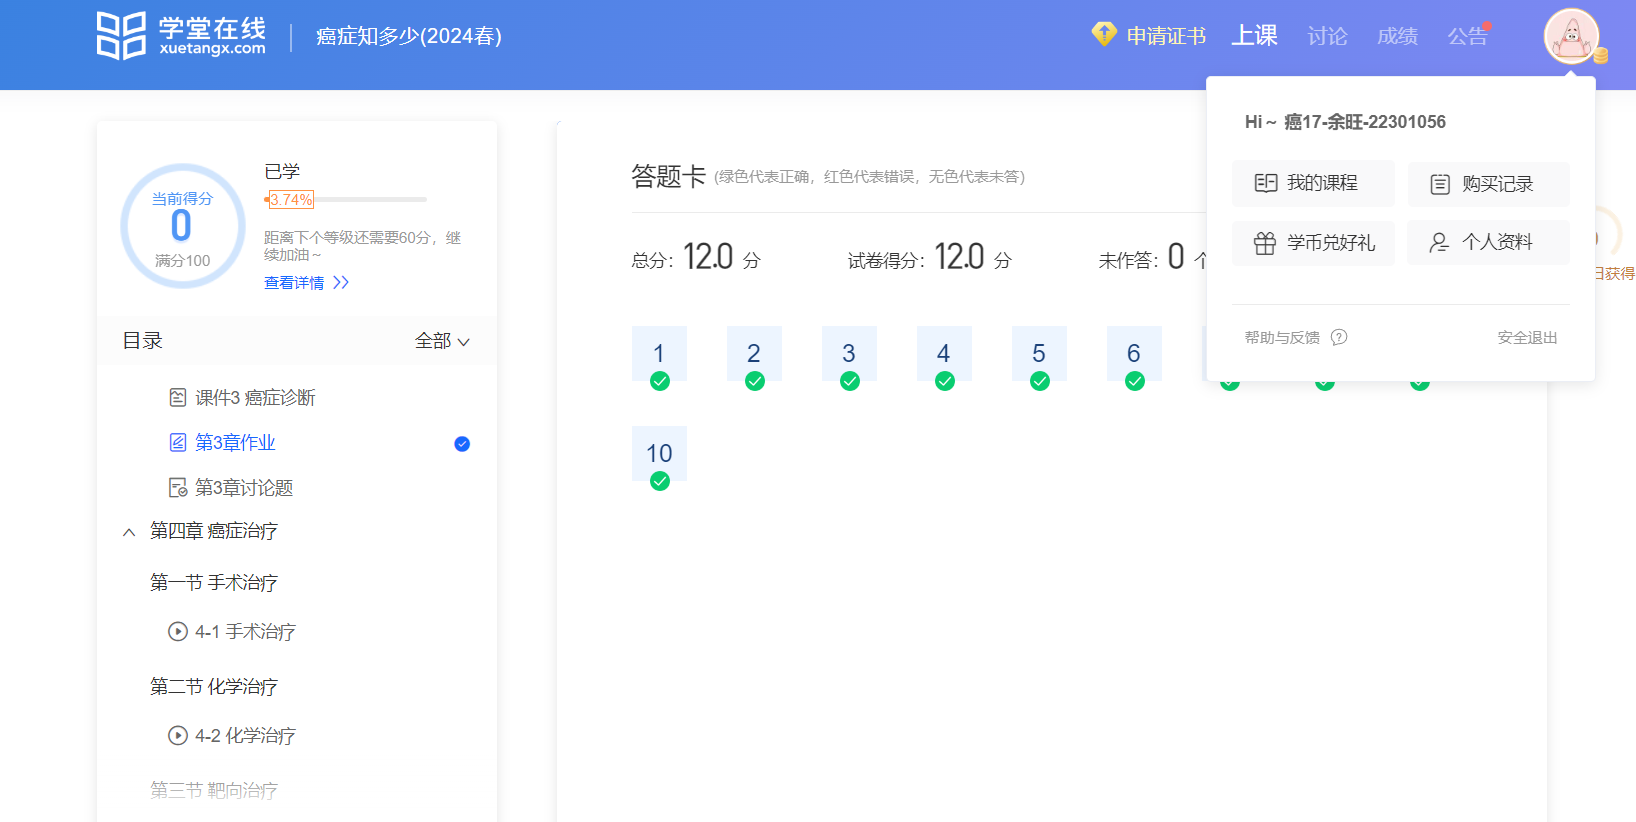 学堂在线
xuetangx.com
癌症知多少(2024春)
申请证书
上课
讨论
成绩
公告
Hi ~ 癌17-余旺-22301056
我的课程
购买记录
学币兑好礼
个人资料
帮助与反馈
安全退出
当前得分
0
满分100
已学
3.74%
距离下个等级还需要60分，继
续加油～
查看详情
目录
全部
课件3 癌症诊断
第3章作业
第3章讨论题
第四章 癌症治疗
第一节 手术治疗
4-1 手术治疗
第二节 化学治疗
4-2 化学治疗
第三节 靶向治疗
答题卡 (绿色代表正确，红色代表错误，无色代表未答)
总分：12.0 分
试卷得分：12.0 分
未作答：0 个
日获得
1
2
3
4
5
6
10